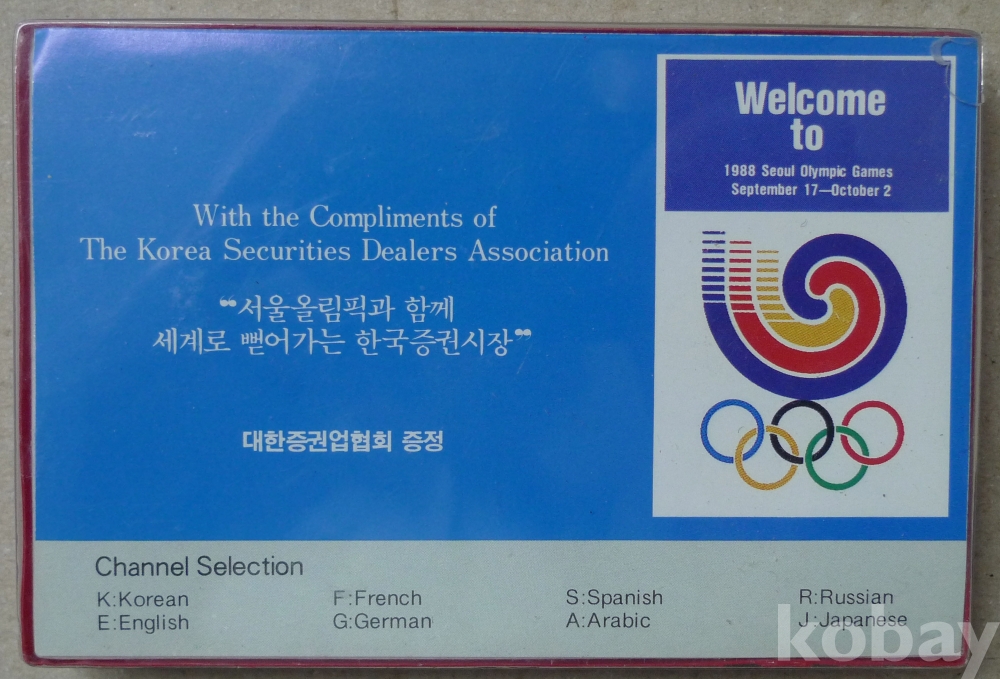 Welcome
to
1988 Seoul Olympic Games
September 17—October 2
With the Compliments of
The Korea Securities Dealers Association
“서울올림픽과 함께
세계로 뻗어가는 한국증권시장”
대한증권업협회 증정
Channel Selection
K:Korean F:French S:Spanish R:Russian
E:English G:German A:Arabic J:Japanese
kobay